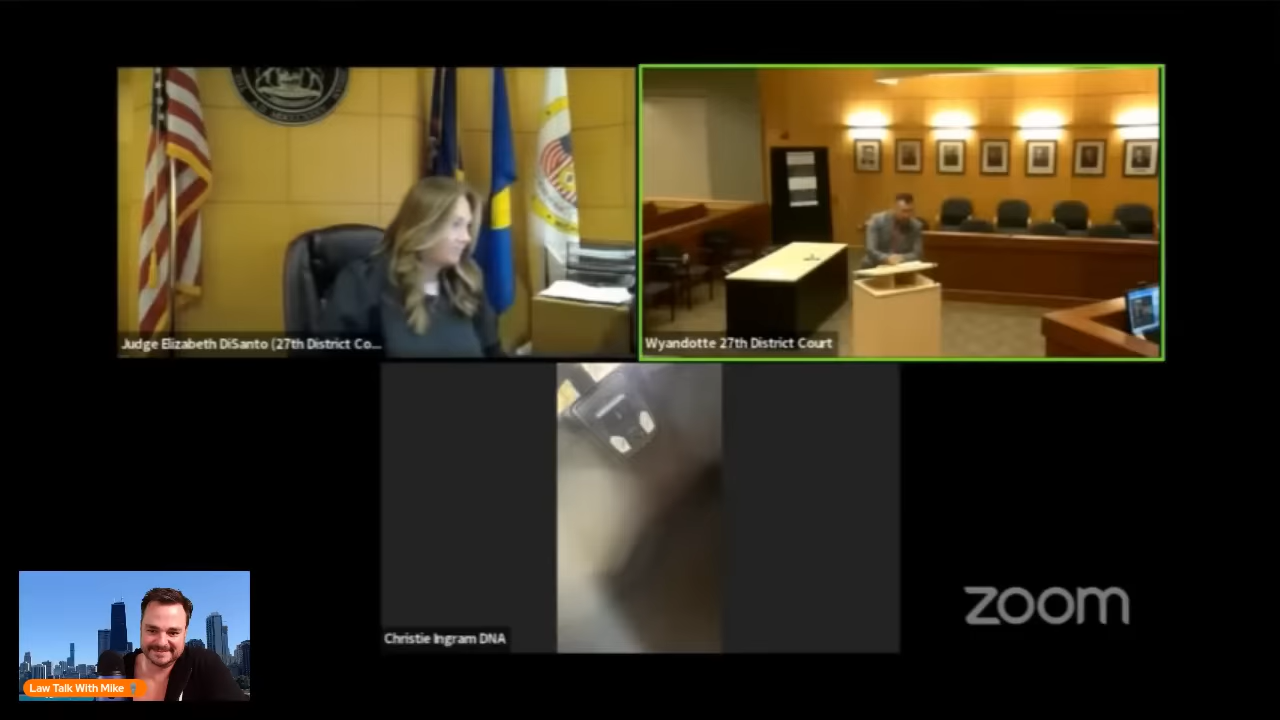 Judge Elizabeth DiSanto (27th District Co...
Wyandotte 27th District Court
Christie Ingram DNA
zoom
Law Talk With Mike